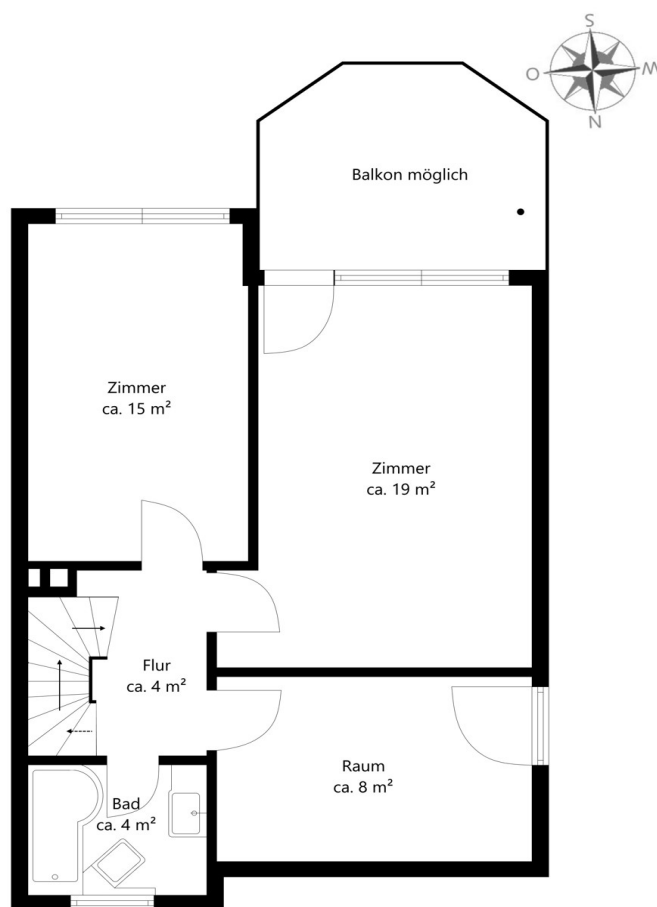 S
O
W
N
Balkon möglich
Zimmer
ca. 15 m²
Zimmer
ca. 19 m²
Flur
ca. 4 m²
Raum
ca. 8 m²
Bad
ca. 4 m²